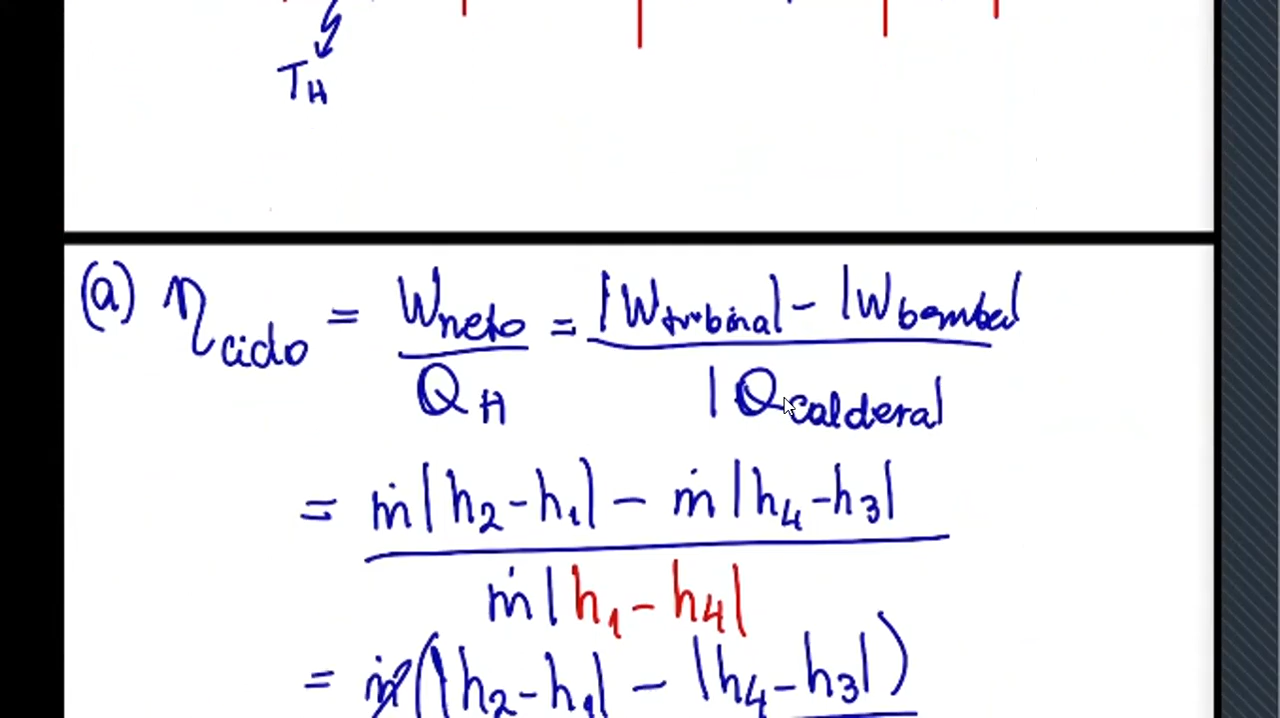 T_H
(a) η_ciclo = W_neto / Q_H = |W_turbina| - |W_bomba| / |Q_caldera|
= ṁ|h_2-h_1| - ṁ|h_4-h_3| / ṁ|h_1-h_4|
= ṁ(|h_2-h_1| - |h_4-h_3|)